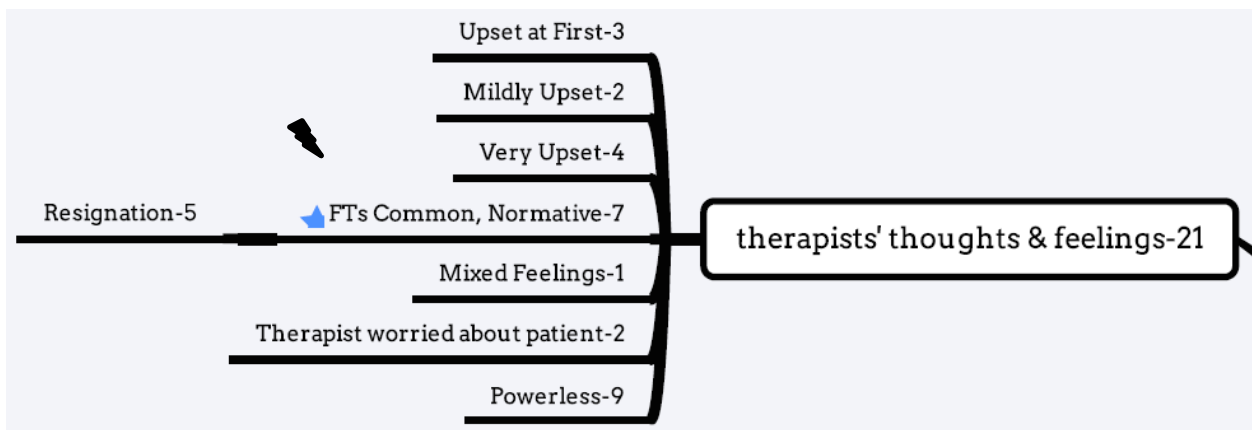 Upset at First-3
Mildly Upset-2
Very Upset-4
Resignation-5
FTs Common, Normative-7
therapists' thoughts & feelings-21
Mixed Feelings-1
Therapist worried about patient-2
Powerless-9